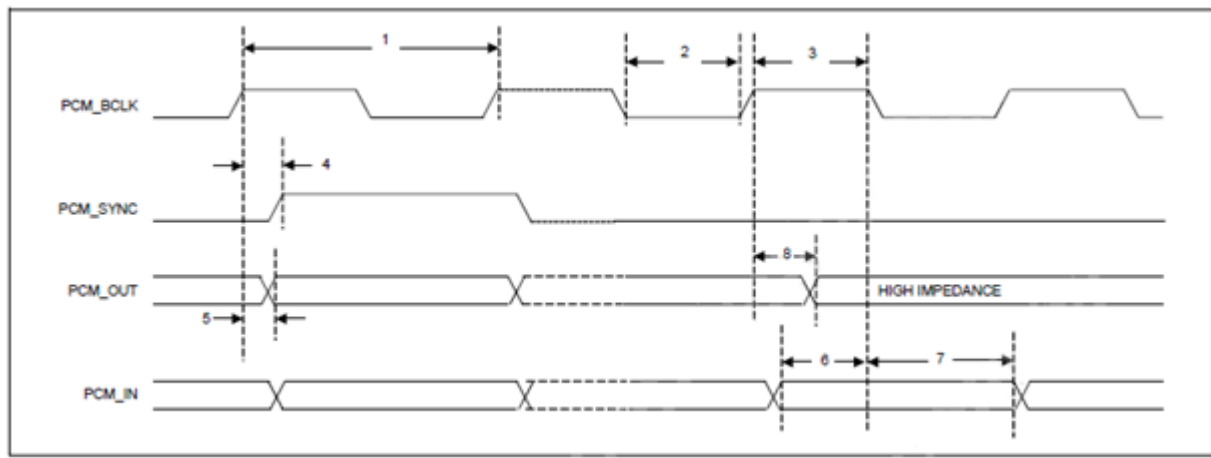 1
2
3
PCM_BCLK
4
PCM_SYNC
8
PCM_OUT
HIGH IMPEDANCE
5
6
7
PCM_IN